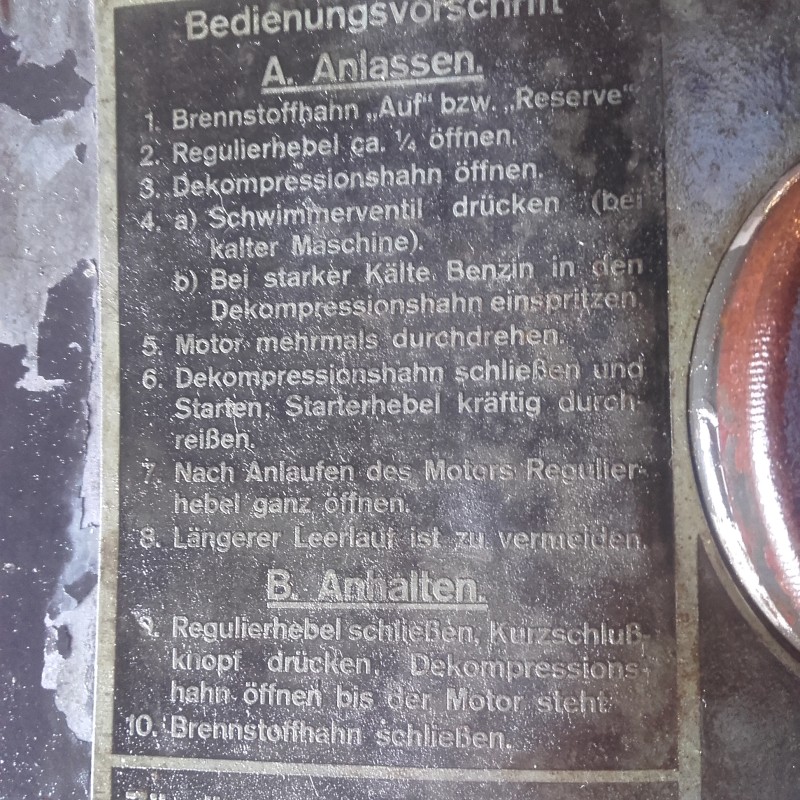 Bedienungsvorschrift
A. Anlassen.
1. Brennstoffhahn „Auf" bzw. „Reserve"
2. Regulierhebel ca. ¼ öffnen.
3. Dekompressionshahn öffnen.
4. a) Schwimmerventil drücken (bei
kalter Maschine).
b) Bei starker Kälte Benzin in den
Dekompressionshahn einspritzen.
5. Motor mehrmals durchdrehen.
6. Dekompressionshahn schließen und
Starten; Starterhebel kräftig durch-
reißen.
7. Nach Anlaufen des Motors Regulier-
hebel ganz öffnen.
8. Längerer Leerlauf ist zu vermeiden.
B. Anhalten.
9. Regulierhebel schließen, Kurzschluß-
knopf drücken, Dekompressions-
hahn öffnen bis der Motor steht
10. Brennstoffhahn schließen.